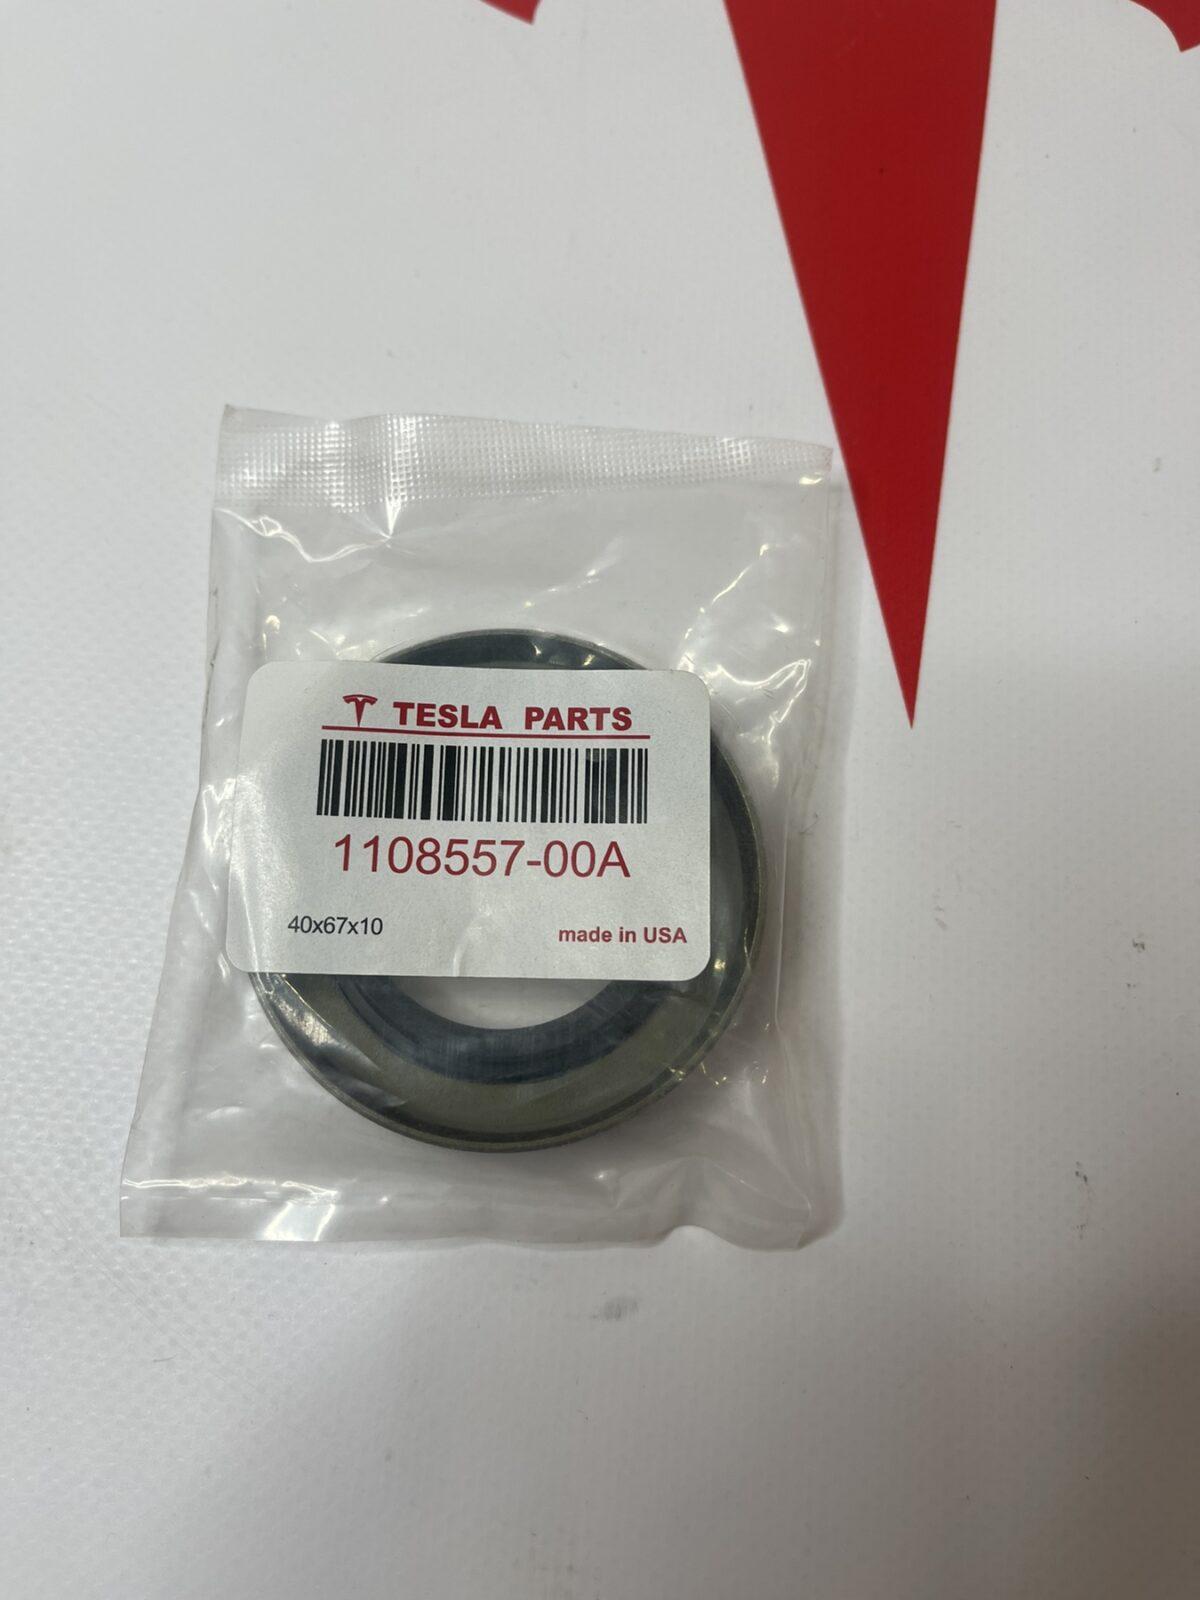 TESLA PARTS
1108557-00A
40x67x10
made in USA